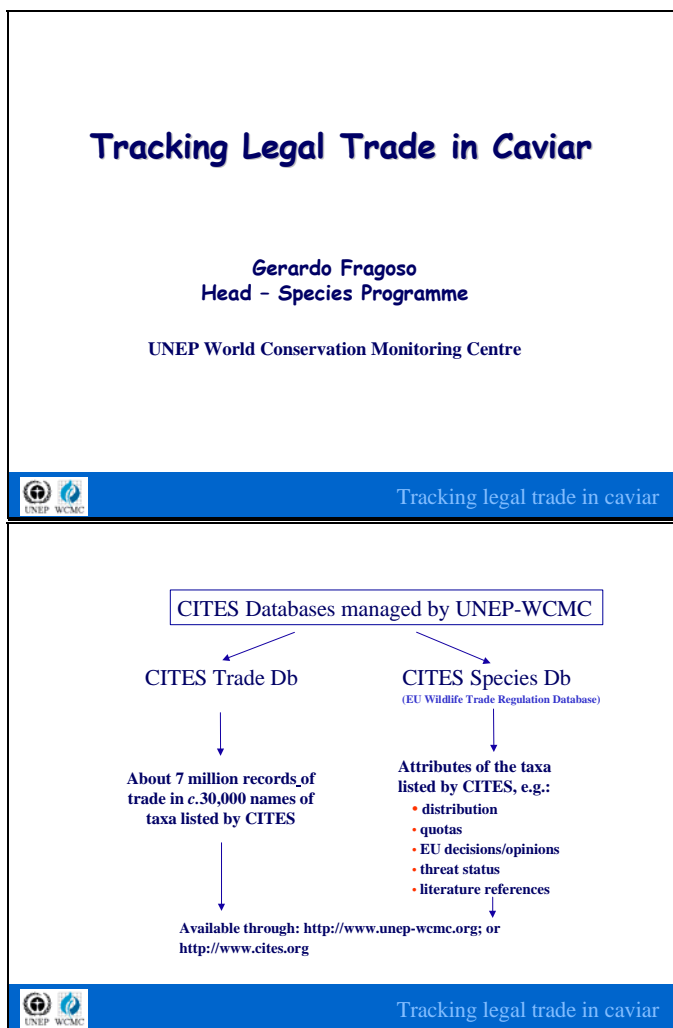 Tracking Legal Trade in Caviar
Gerardo Fragoso
Head – Species Programme
UNEP World Conservation Monitoring Centre
UNEP WCMC
Tracking legal trade in caviar
CITES Databases managed by UNEP-WCMC
CITES Trade Db
CITES Species Db
(EU Wildlife Trade Regulation Database)
About 7 million records of
trade in c.30,000 names of
taxa listed by CITES
Attributes of the taxa
listed by CITES, e.g.:
• distribution
• quotas
• EU decisions/opinions
• threat status
• literature references
Available through: http://www.unep-wcmc.org; or
http://www.cites.org
UNEP WCMC
Tracking legal trade in caviar